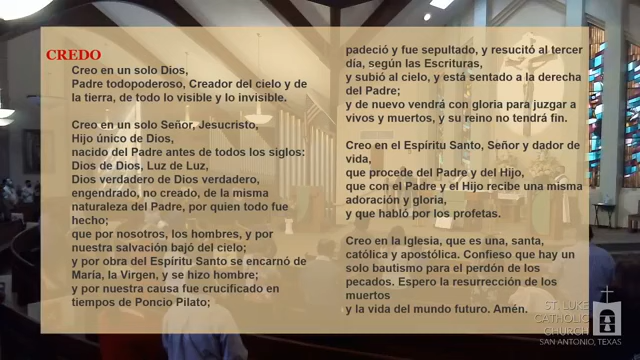 CREDO
Creo en un solo Dios,
Padre todopoderoso, Creador del cielo y de
la tierra, de todo lo visible y lo invisible.
Creo en un solo Señor, Jesucristo,
Hijo único de Dios,
nacido del Padre antes de todos los siglos:
Dios de Dios, Luz de Luz,
Dios verdadero de Dios verdadero,
engendrado, no creado, de la misma
naturaleza del Padre, por quien todo fue
hecho;
que por nosotros, los hombres, y por
nuestra salvación bajó del cielo;
y por obra del Espíritu Santo se encarnó de
María, la Virgen, y se hizo hombre;
y por nuestra causa fue crucificado en
tiempos de Poncio Pilato;
padeció y fue sepultado, y resucitó al tercer
día, según las Escrituras,
y subió al cielo, y está sentado a la derecha
del Padre;
y de nuevo vendrá con gloria para juzgar a
vivos y muertos, y su reino no tendrá fin.
Creo en el Espíritu Santo, Señor y dador de
vida,
que procede del Padre y del Hijo,
que con el Padre y el Hijo recibe una misma
adoración y gloria,
y que habló por los profetas.
Creo en la Iglesia, que es una, santa,
católica y apostólica. Confieso que hay un
solo bautismo para el perdón de los
pecados. Espero la resurrección de los
muertos
y la vida del mundo futuro. Amén.
ST. LUKE
CATHOLIC
CHURCH
SAN ANTONIO, TEXAS